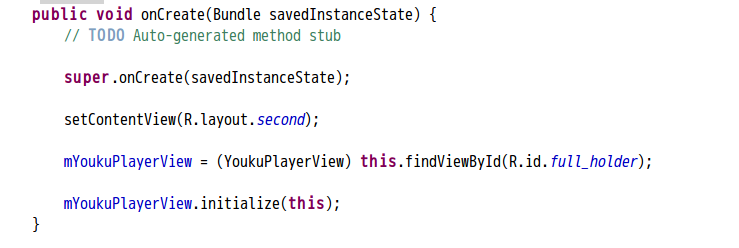 public void onCreate(Bundle savedInstanceState) {
// TODO Auto-generated method stub
super.onCreate(savedInstanceState);
setContentView(R.layout.second);
mYoukuPlayerView = (YoukuPlayerView) this.findViewById(R.id.full_holder);
mYoukuPlayerView.initialize(this);
}